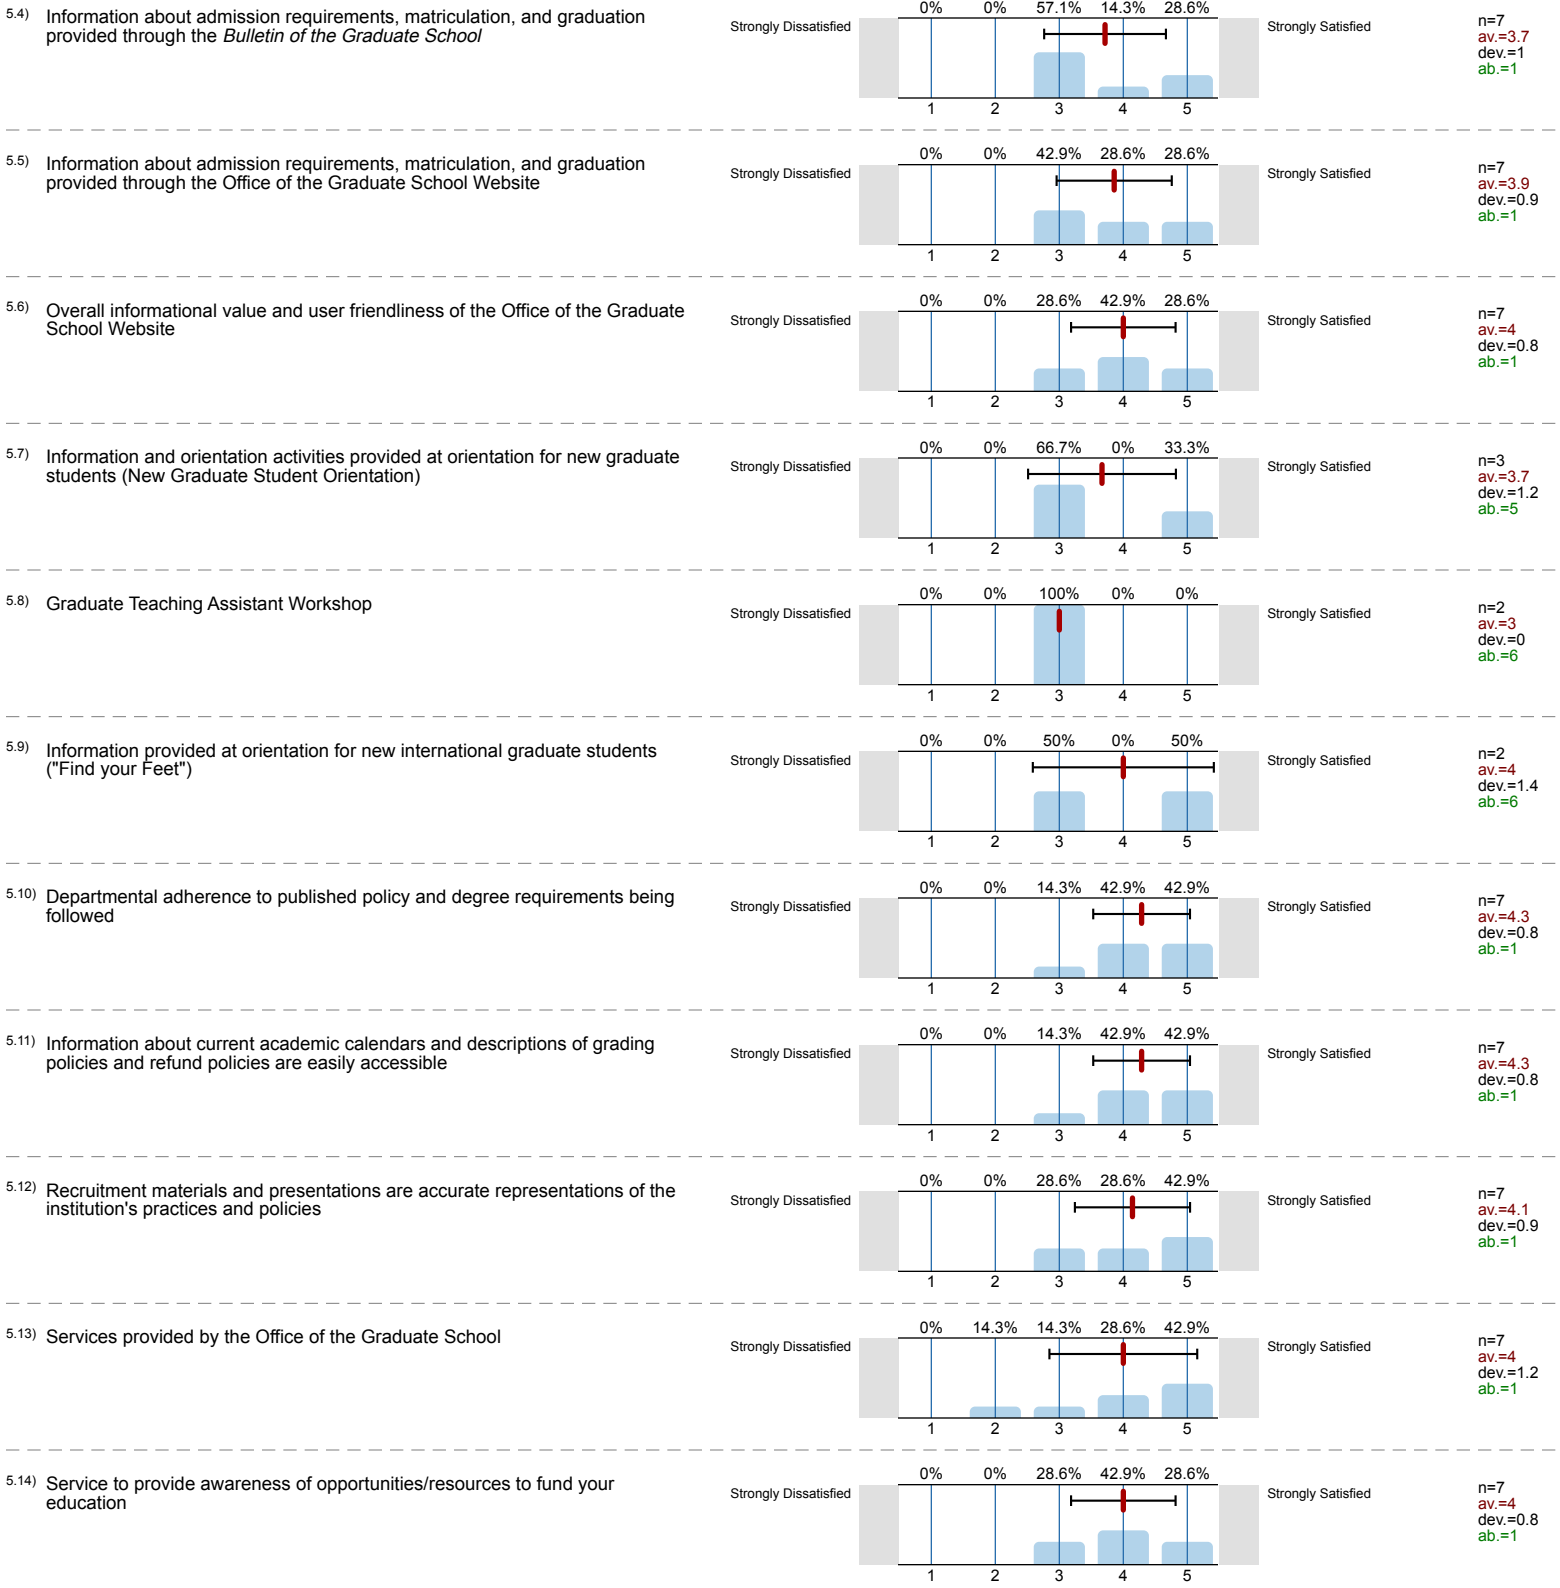 5.4) Information about admission requirements, matriculation, and graduation
provided through the Bulletin of the Graduate School
Strongly Dissatisfied
0% 0% 57.1% 14.3% 28.6%
1 2 3 4 5
Strongly Satisfied
n=7
av.=3.7
dev.=1
ab.=1
5.5) Information about admission requirements, matriculation, and graduation
provided through the Office of the Graduate School Website
Strongly Dissatisfied
0% 0% 42.9% 28.6% 28.6%
1 2 3 4 5
Strongly Satisfied
n=7
av.=3.9
dev.=0.9
ab.=1
5.6) Overall informational value and user friendliness of the Office of the Graduate
School Website
Strongly Dissatisfied
0% 0% 28.6% 42.9% 28.6%
1 2 3 4 5
Strongly Satisfied
n=7
av.=4
dev.=0.8
ab.=1
5.7) Information and orientation activities provided at orientation for new graduate
students (New Graduate Student Orientation)
Strongly Dissatisfied
0% 0% 66.7% 0% 33.3%
1 2 3 4 5
Strongly Satisfied
n=3
av.=3.7
dev.=1.2
ab.=5
5.8) Graduate Teaching Assistant Workshop
Strongly Dissatisfied
0% 0% 100% 0% 0%
1 2 3 4 5
Strongly Satisfied
n=2
av.=3
dev.=0
ab.=6
5.9) Information provided at orientation for new international graduate students
("Find your Feet")
Strongly Dissatisfied
0% 0% 50% 0% 50%
1 2 3 4 5
Strongly Satisfied
n=2
av.=4
dev.=1.4
ab.=6
5.10) Departmental adherence to published policy and degree requirements being
followed
Strongly Dissatisfied
0% 0% 14.3% 42.9% 42.9%
1 2 3 4 5
Strongly Satisfied
n=7
av.=4.3
dev.=0.8
ab.=1
5.11) Information about current academic calendars and descriptions of grading
policies and refund policies are easily accessible
Strongly Dissatisfied
0% 0% 14.3% 42.9% 42.9%
1 2 3 4 5
Strongly Satisfied
n=7
av.=4.3
dev.=0.8
ab.=1
5.12) Recruitment materials and presentations are accurate representations of the
institution's practices and policies
Strongly Dissatisfied
0% 0% 28.6% 28.6% 42.9%
1 2 3 4 5
Strongly Satisfied
n=7
av.=4.1
dev.=0.9
ab.=1
5.13) Services provided by the Office of the Graduate School
Strongly Dissatisfied
0% 14.3% 14.3% 28.6% 42.9%
1 2 3 4 5
Strongly Satisfied
n=7
av.=4
dev.=1.2
ab.=1
5.14) Service to provide awareness of opportunities/resources to fund your
education
Strongly Dissatisfied
0% 0% 28.6% 42.9% 28.6%
1 2 3 4 5
Strongly Satisfied
n=7
av.=4
dev.=0.8
ab.=1